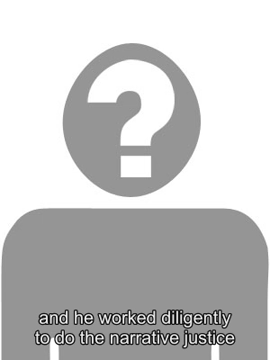 ?
and he worked diligently
to do the narrative justice